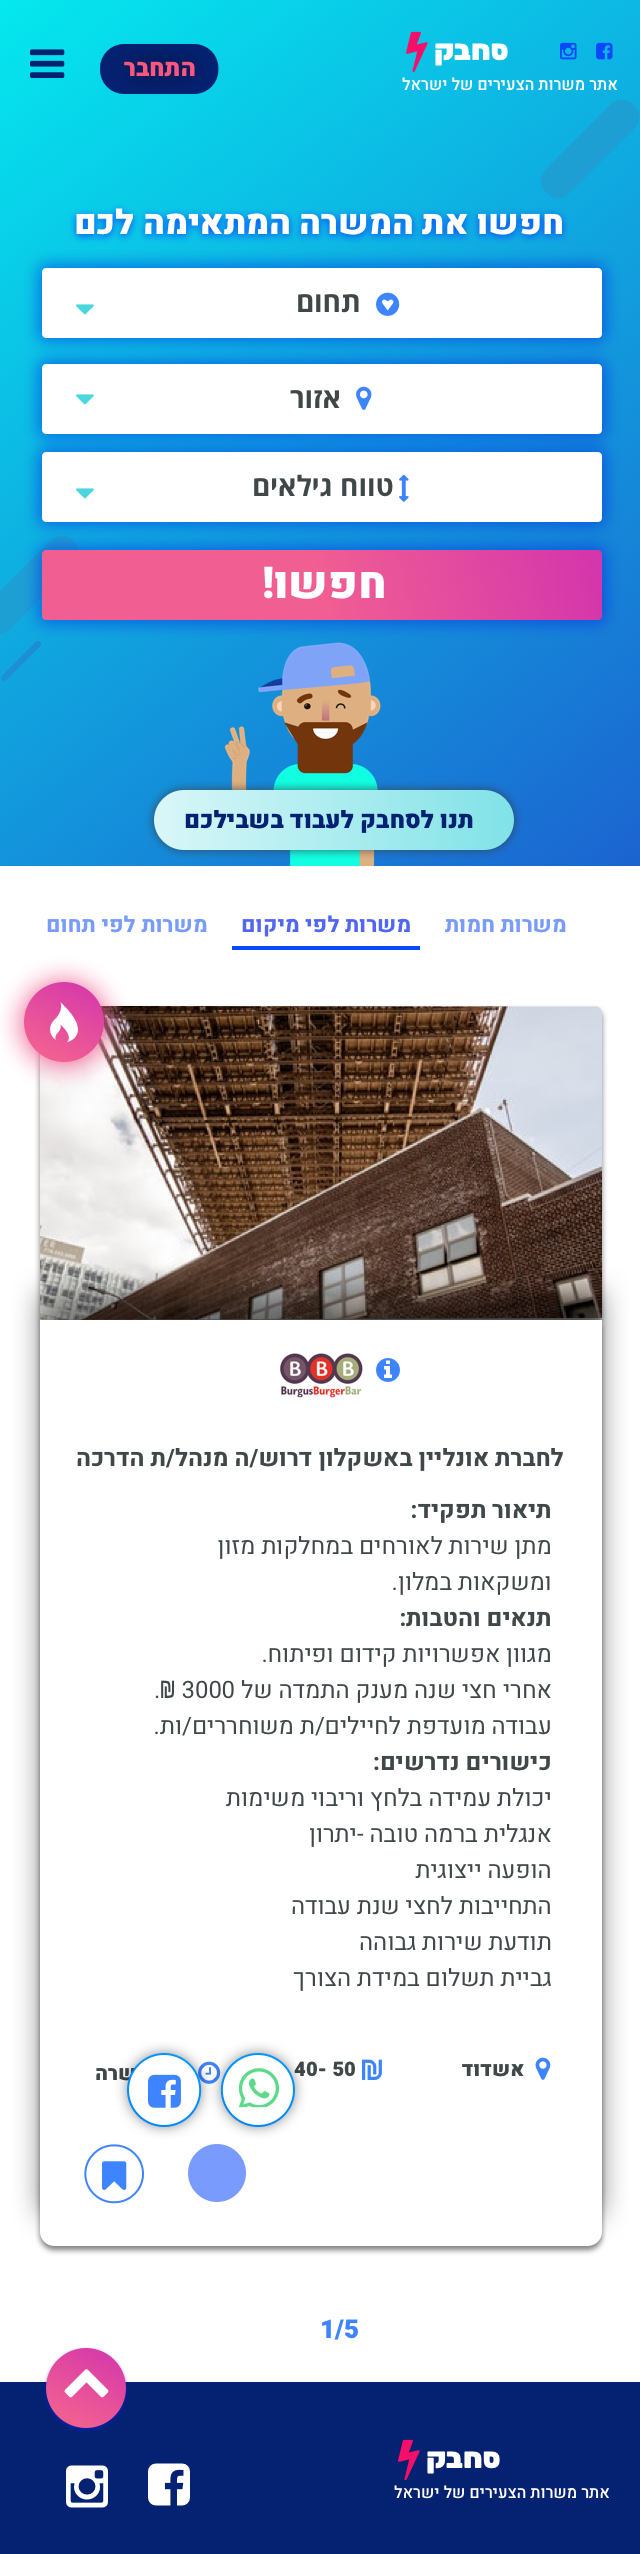 סחבק
אתר משרות הצעירים של ישראל
התחבר
חפשו את המשרה המתאימה לכם
תחום
אזור
טווח גילאים
חפשו!
תנו לסחבק לעבוד בשבילכם
משרות חמות
משרות לפי מיקום
משרות לפי תחום
BBB
BurgusBurgerBar
לחברת אונליין באשקלון דרוש/ה מנהל/ת הדרכה
תיאור תפקיד:
מתן שירות לאורחים במחלקות מזון
ומשקאות במלון.
תנאים והטבות:
מגוון אפשרויות קידום ופיתוח.
אחרי חצי שנה מענק התמדה של 3000 ₪.
עבודה מועדפת לחיילים/ת משוחררים/ות.
כישורים נדרשים:
יכולת עמידה בלחץ וריבוי משימות
אנגלית ברמה טובה -יתרון
הופעה ייצוגית
התחייבות לחצי שנת עבודה
תודעת שירות גבוהה
גביית תשלום במידת הצורך
אשדוד
₪ 40- 50
1/5
סחבק
אתר משרות הצעירים של ישראל